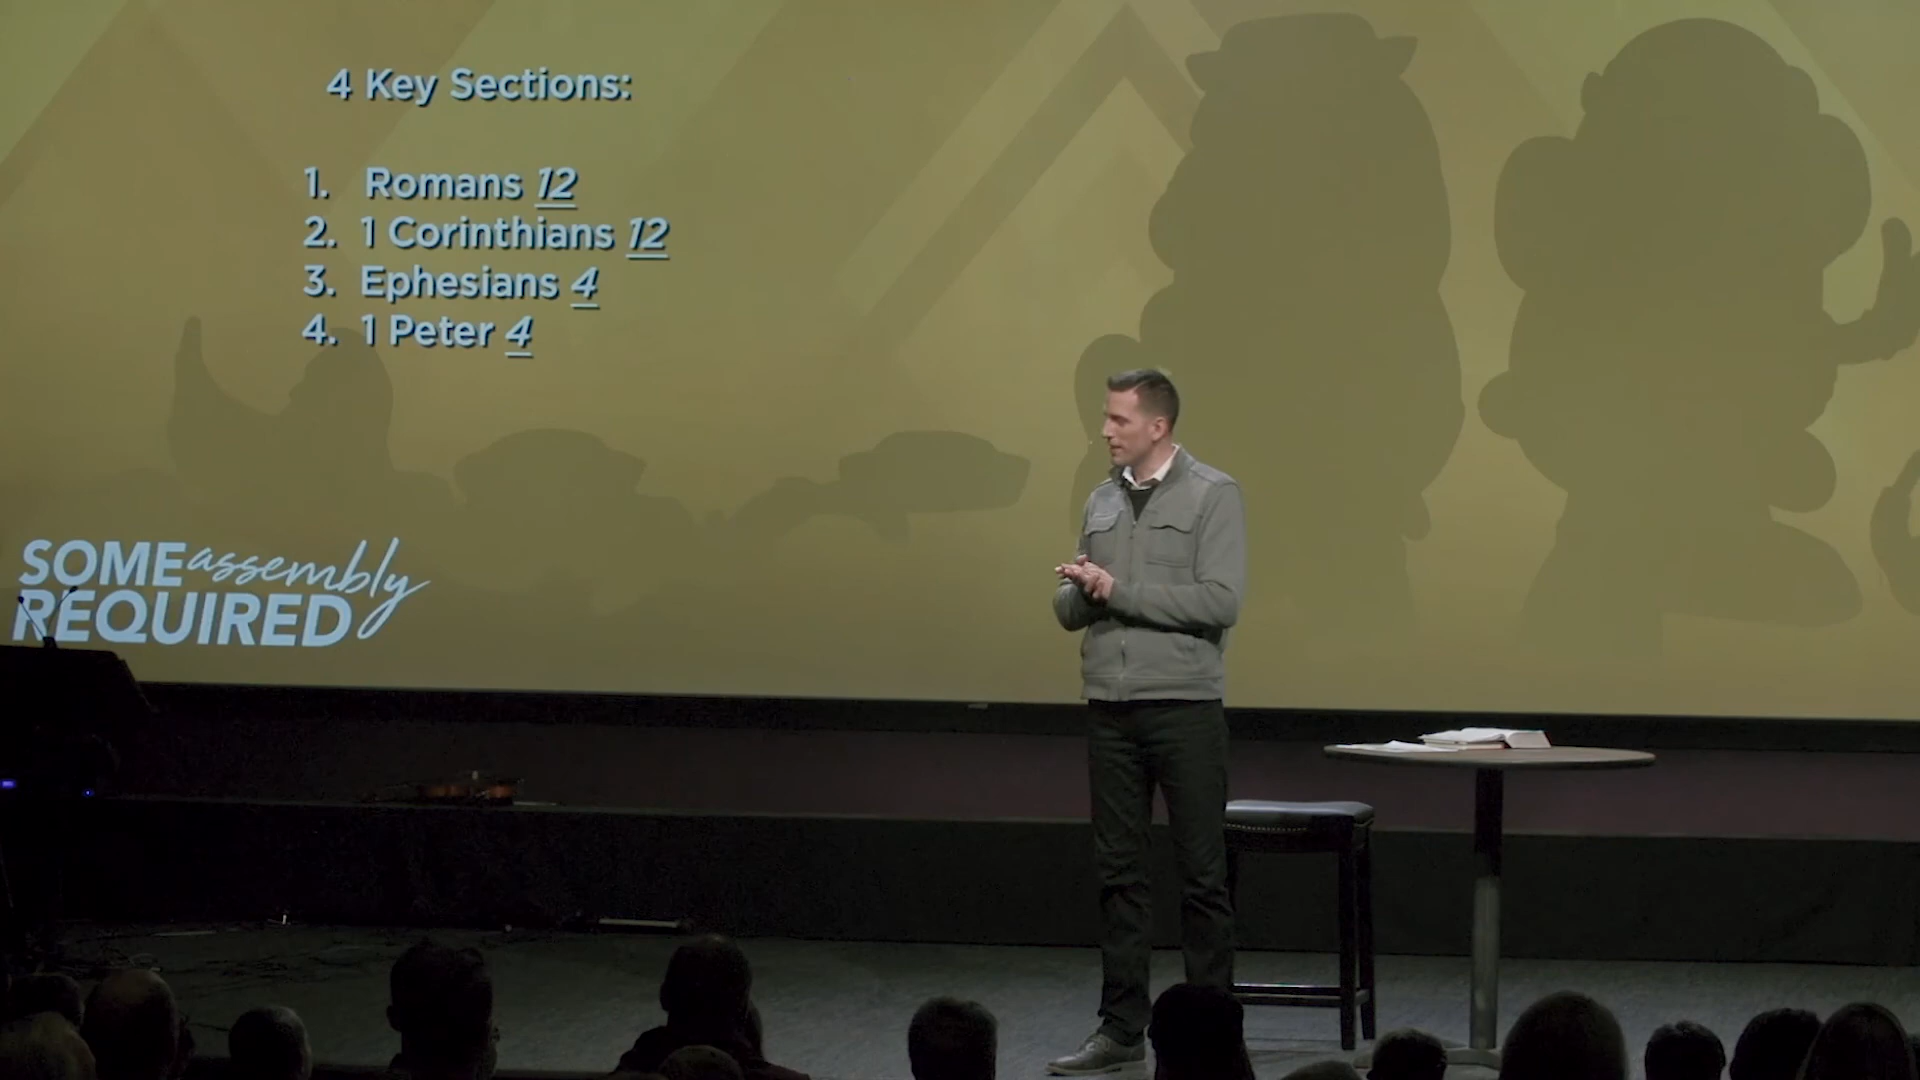 4 Key Sections:
1. Romans 12
2. 1 Corinthians 12
3. Ephesians 4
4. 1 Peter 4
SOME assembly
REQUIRED